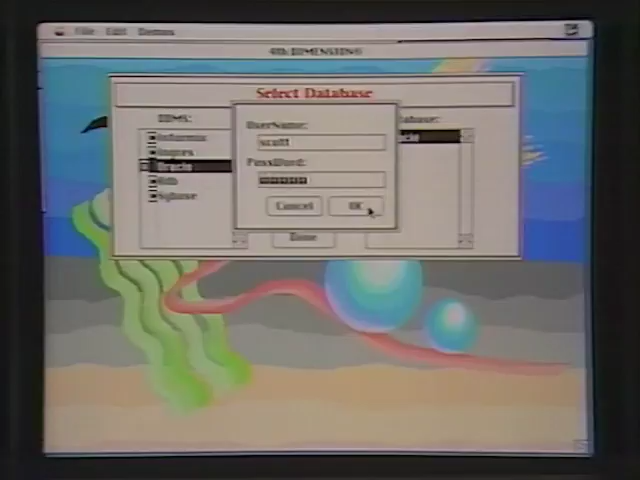 File Edit Demos
4th DIMENSION®
Select Database
DBMS:
Informix
Ingres
Oracle
Rdb
Sybase
UserName:
scott
PassWord:
Cancel
OK
Done